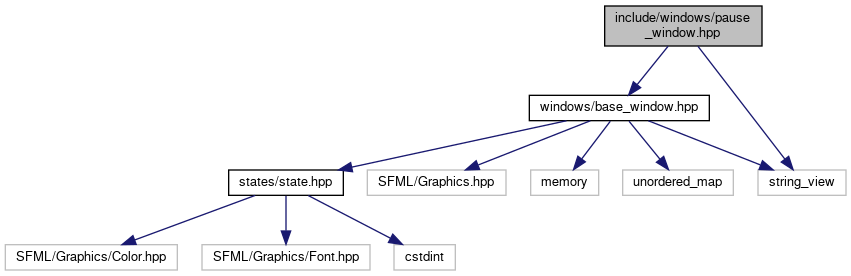 include/windows/pause
_window.hpp
windows/base_window.hpp
states/state.hpp
SFML/Graphics.hpp
memory
unordered_map
string_view
SFML/Graphics/Color.hpp
SFML/Graphics/Font.hpp
cstdint